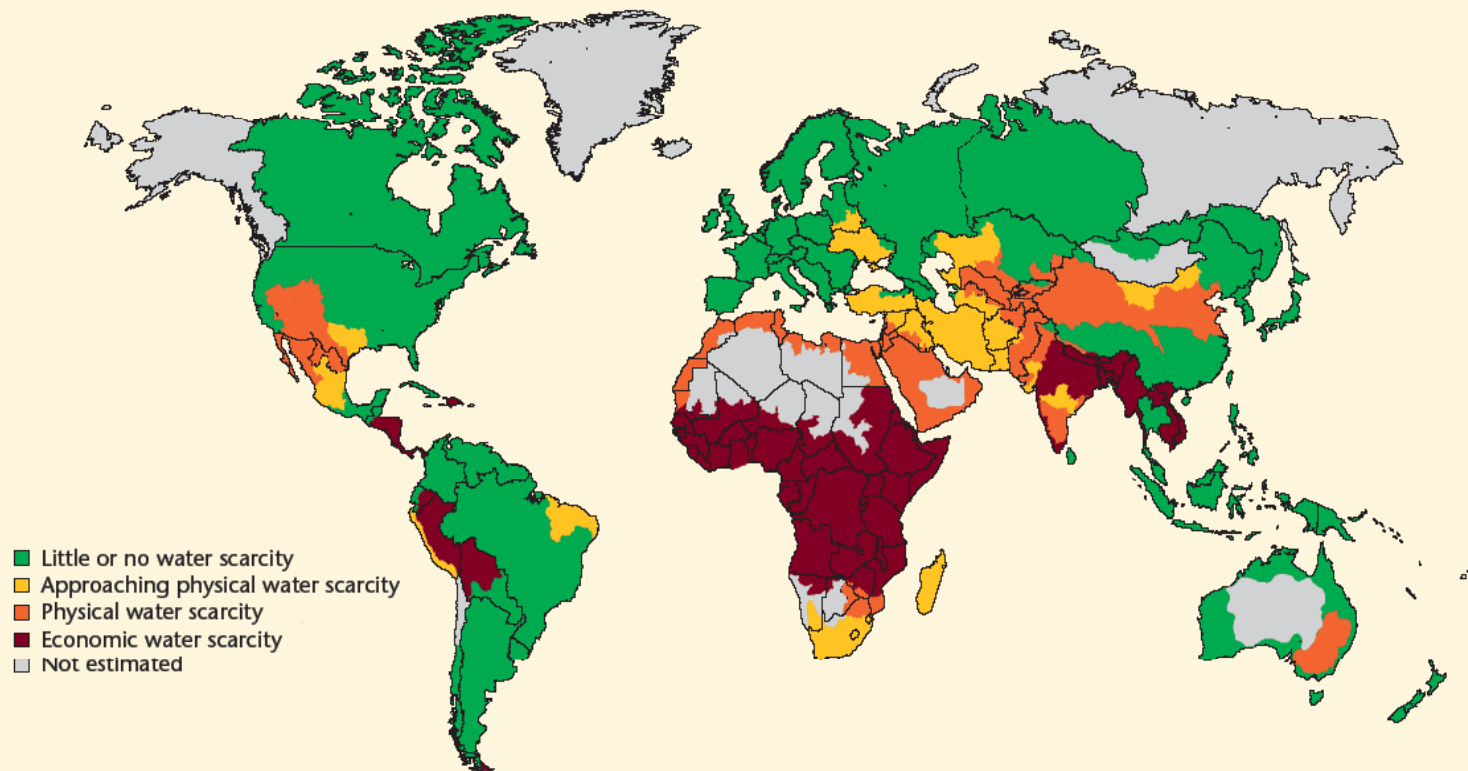 Little or no water scarcity
Approaching physical water scarcity
Physical water scarcity
Economic water scarcity
Not estimated